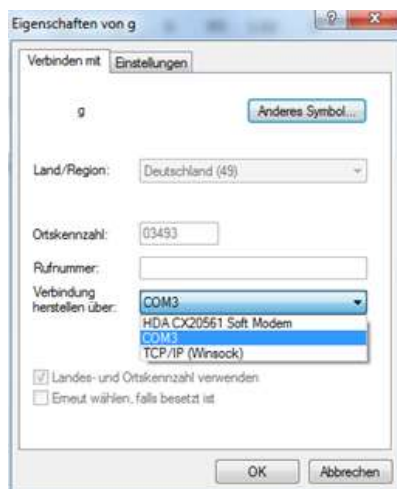 Eigenschaften von g
Verbinden mit Einstellungen
g Anderes Symbol...
Land/Region: Deutschland (49)
Ortskennzahl: 03493
Rufnummer:
Verbindung
herstellen über: COM3
HDA CX20561 Soft Modem
COM3
TCP/IP (Winsock)
Landes- und Ortskennzahl verwenden
Erneut wählen, falls besetzt ist
OK Abbrechen